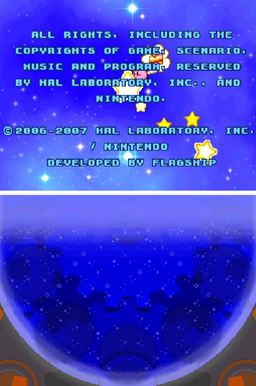 ALL RIGHTS, INCLUDING THE
COPYRIGHTS OF GAME, SCENARIO,
MUSIC AND PROGRAM, RESERVED
BY HAL LABORATORY, INC., AND
NINTENDO.
©2006-2007 HAL LABORATORY, INC.
/ NINTENDO
DEVELOPED BY FLAGSHIP